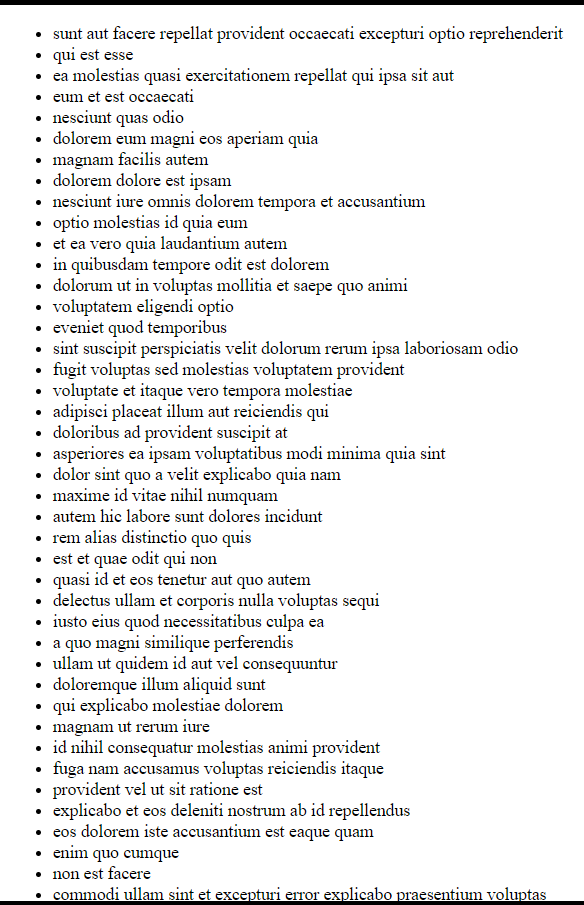 sunt aut facere repellat provident occaecati excepturi optio reprehenderit
qui est esse
ea molestias quasi exercitationem repellat qui ipsa sit aut
eum et est occaecati
nesciunt quas odio
dolorem eum magni eos aperiam quia
magnam facilis autem
dolorem dolore est ipsam
nesciunt iure omnis dolorem tempora et accusantium
optio molestias id quia eum
et ea vero quia laudantium autem
in quibusdam tempore odit est dolorem
dolorum ut in voluptas mollitia et saepe quo animi
voluptatem eligendi optio
eveniet quod temporibus
sint suscipit perspiciatis velit dolorum rerum ipsa laboriosam odio
fugit voluptas sed molestias voluptatem provident
voluptate et itaque vero tempora molestiae
adipisci placeat illum aut reiciendis qui
doloribus ad provident suscipit at
asperiores ea ipsam voluptatibus modi minima quia sint
dolor sint quo a velit explicabo quia nam
maxime id vitae nihil numquam
autem hic labore sunt dolores incidunt
rem alias distinctio quo quis
est et quae odit qui non
quasi id et eos tenetur aut quo autem
delectus ullam et corporis nulla voluptas sequi
iusto eius quod necessitatibus culpa ea
a quo magni similique perferendis
ullam ut quidem id aut vel consequuntur
doloremque illum aliquid sunt
qui explicabo molestiae dolorem
magnam ut rerum iure
id nihil consequatur molestias animi provident
fuga nam accusamus voluptas reiciendis itaque
provident vel ut sit ratione est
explicabo et eos deleniti nostrum ab id repellendus
eos dolorem iste accusantium est eaque quam
enim quo cumque
non est facere
commodi ullam sint et excepturi error explicabo praesentium voluptas